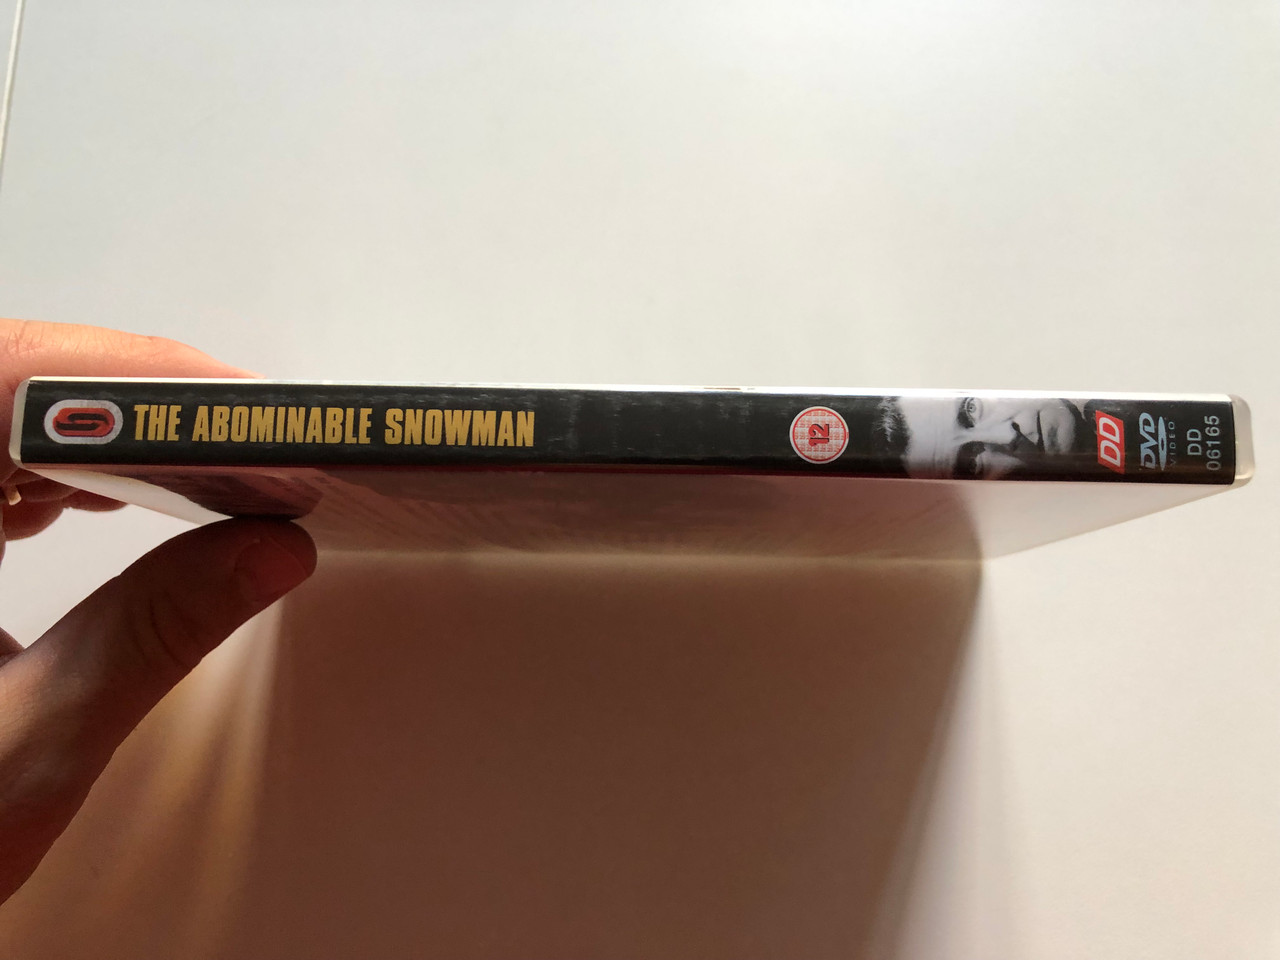 THE ABOMINABLE SNOWMAN
12
DD
DVD
VIDEO
DD
06165